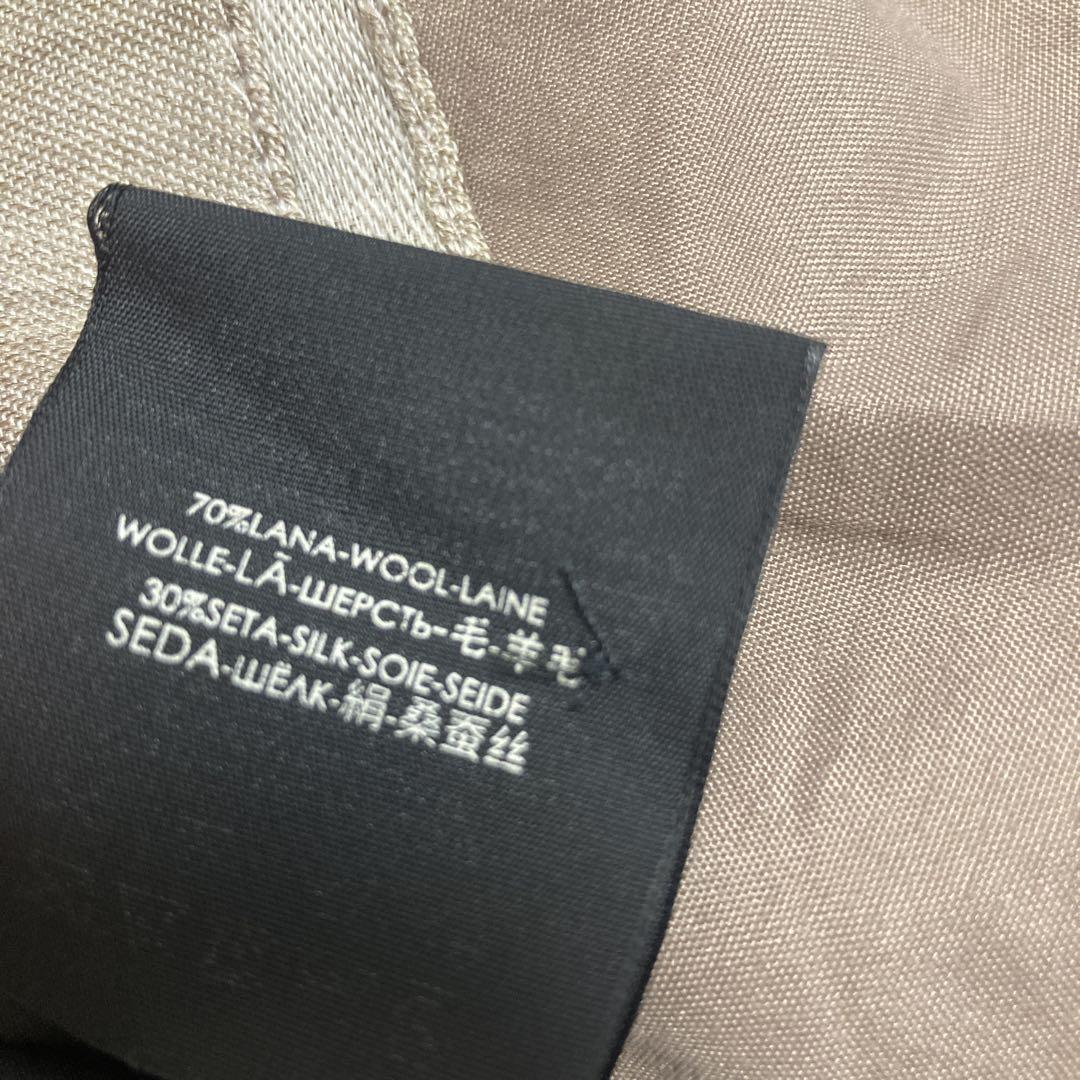 70%LANA-WOOL-LAINE
WOLLE-LÃ-ШЕРСТЬ-毛-羊毛
30%SETA-SILK-SOIE-SEIDE
SEDA-ШЁЛК-絹-桑蚕丝